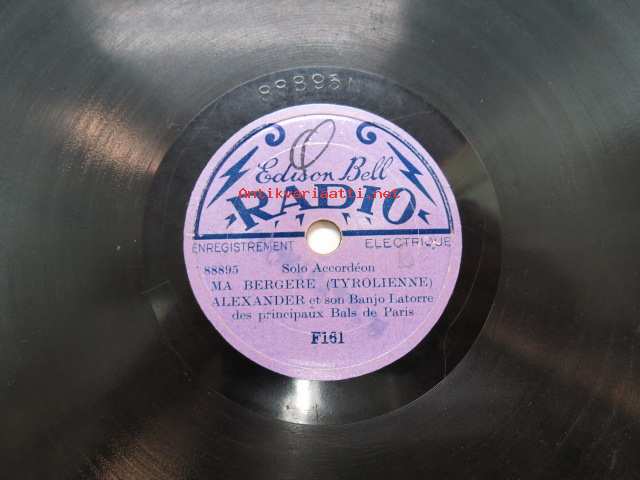 88895
Edison Bell
Antikvariaatti.net
RADIO
ENREGISTREMENT ELECTRIQUE
88895 Solo Accordéon
MA BERGERE (TYROLIENNE)
ALEXANDER et son Banjo Latorre
des principaux Bals de Paris
F161